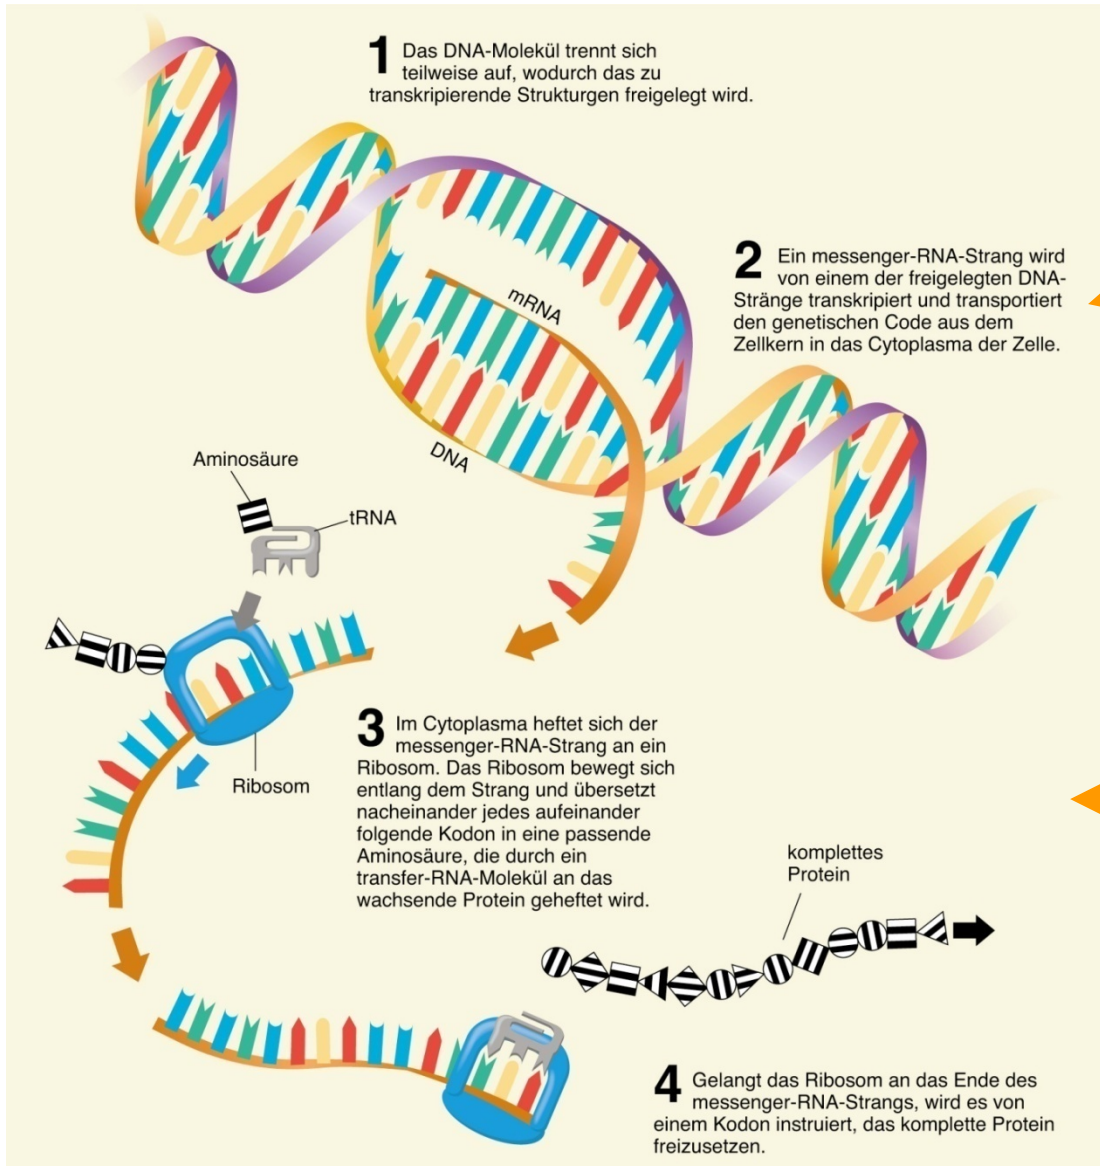 1 Das DNA-Molekül trennt sich
teilweise auf, wodurch das zu
transkripierende Strukturgen freigelegt wird.
2 Ein messenger-RNA-Strang wird
von einem der freigelegten DNA-
Stränge transkripiert und transportiert
den genetischen Code aus dem
Zellkern in das Cytoplasma der Zelle.
mRNA
DNA
Aminosäure
tRNA
Ribosom
3 Im Cytoplasma heftet sich der
messenger-RNA-Strang an ein
Ribosom. Das Ribosom bewegt sich
entlang dem Strang und übersetzt
nacheinander jedes aufeinander
folgende Kodon in eine passende
Aminosäure, die durch ein
transfer-RNA-Molekül an das
wachsende Protein geheftet wird.
komplettes
Protein
4 Gelangt das Ribosom an das Ende des
messenger-RNA-Strangs, wird es von
einem Kodon instruiert, das komplette Protein
freizusetzen.